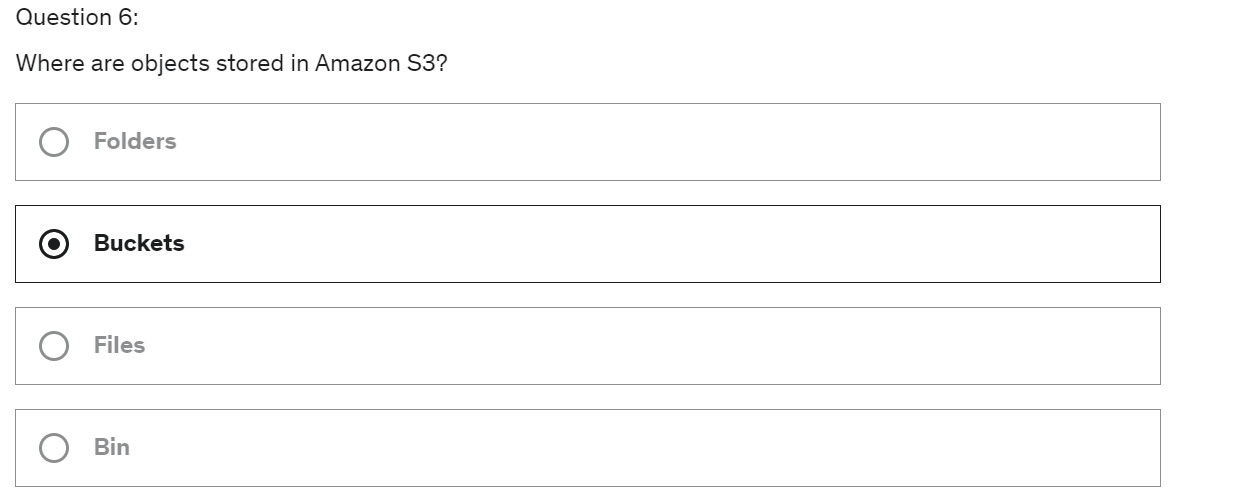 Question 6:
Where are objects stored in Amazon S3?
Folders
Buckets
Files
Bin